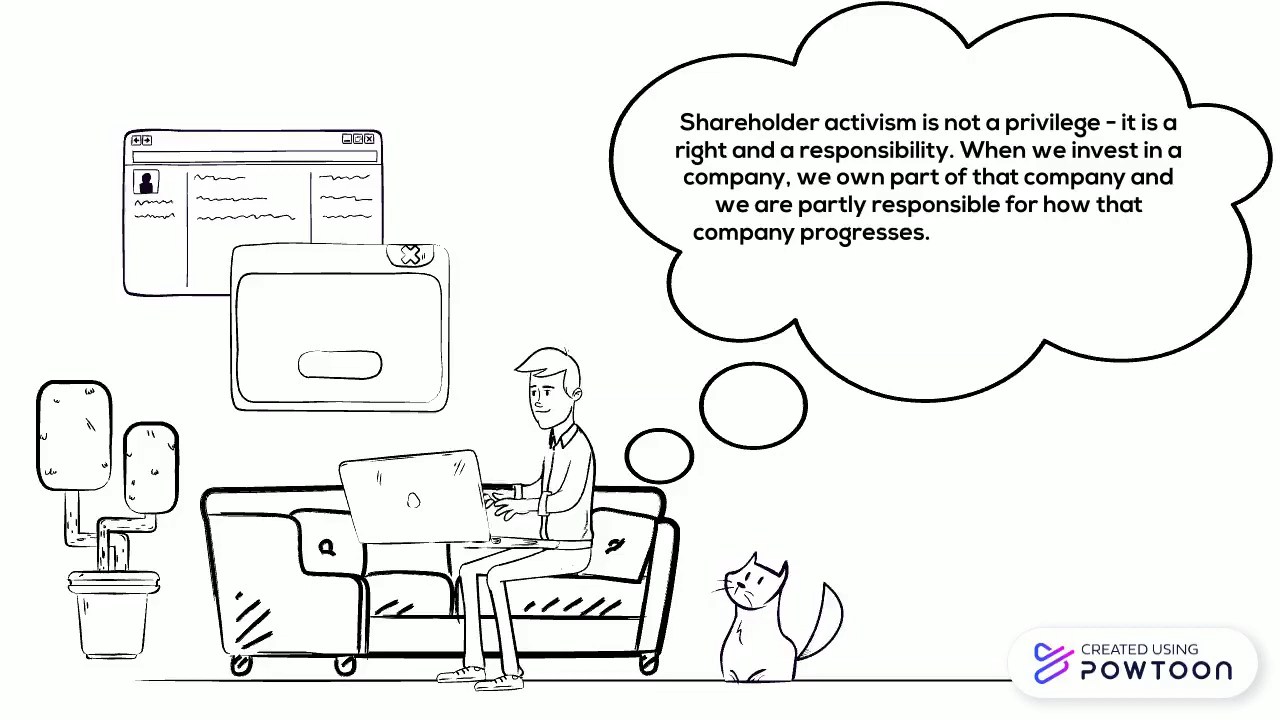 Shareholder activism is not a privilege - it is a
right and a responsibility. When we invest in a
company, we own part of that company and
we are partly responsible for how that
company progresses.
CREATED USING
POWTOON